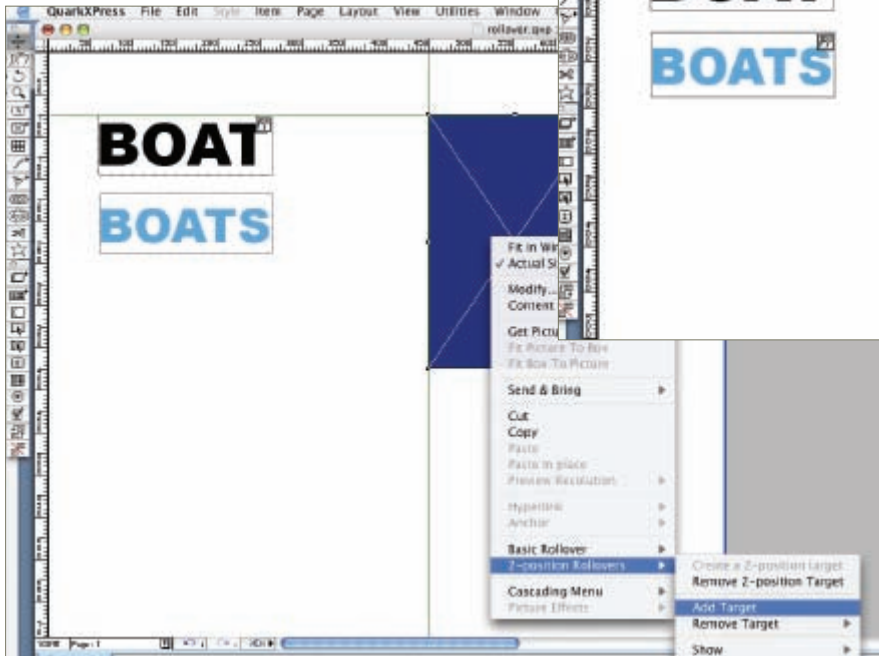 QuarkXPress File Edit Style Item Page Layout View Utilities Window
rollover.qxp
BOAT
BOATS
BOATS
Fit in Wi
✓ Actual Si
Modify...
Content
Get Pictu
Fit Picture To Box
Fit Box To Picture
Send & Bring
Cut
Copy
Paste
Paste in place
Preview Resolution
Hyperlink
Anchor
Basic Rollover
2-position Rollovers
Cascading Menu
Picture Effects
Create a 2-position target
Remove 2-position Target
Add Target
Remove Target
Show
Page: 1